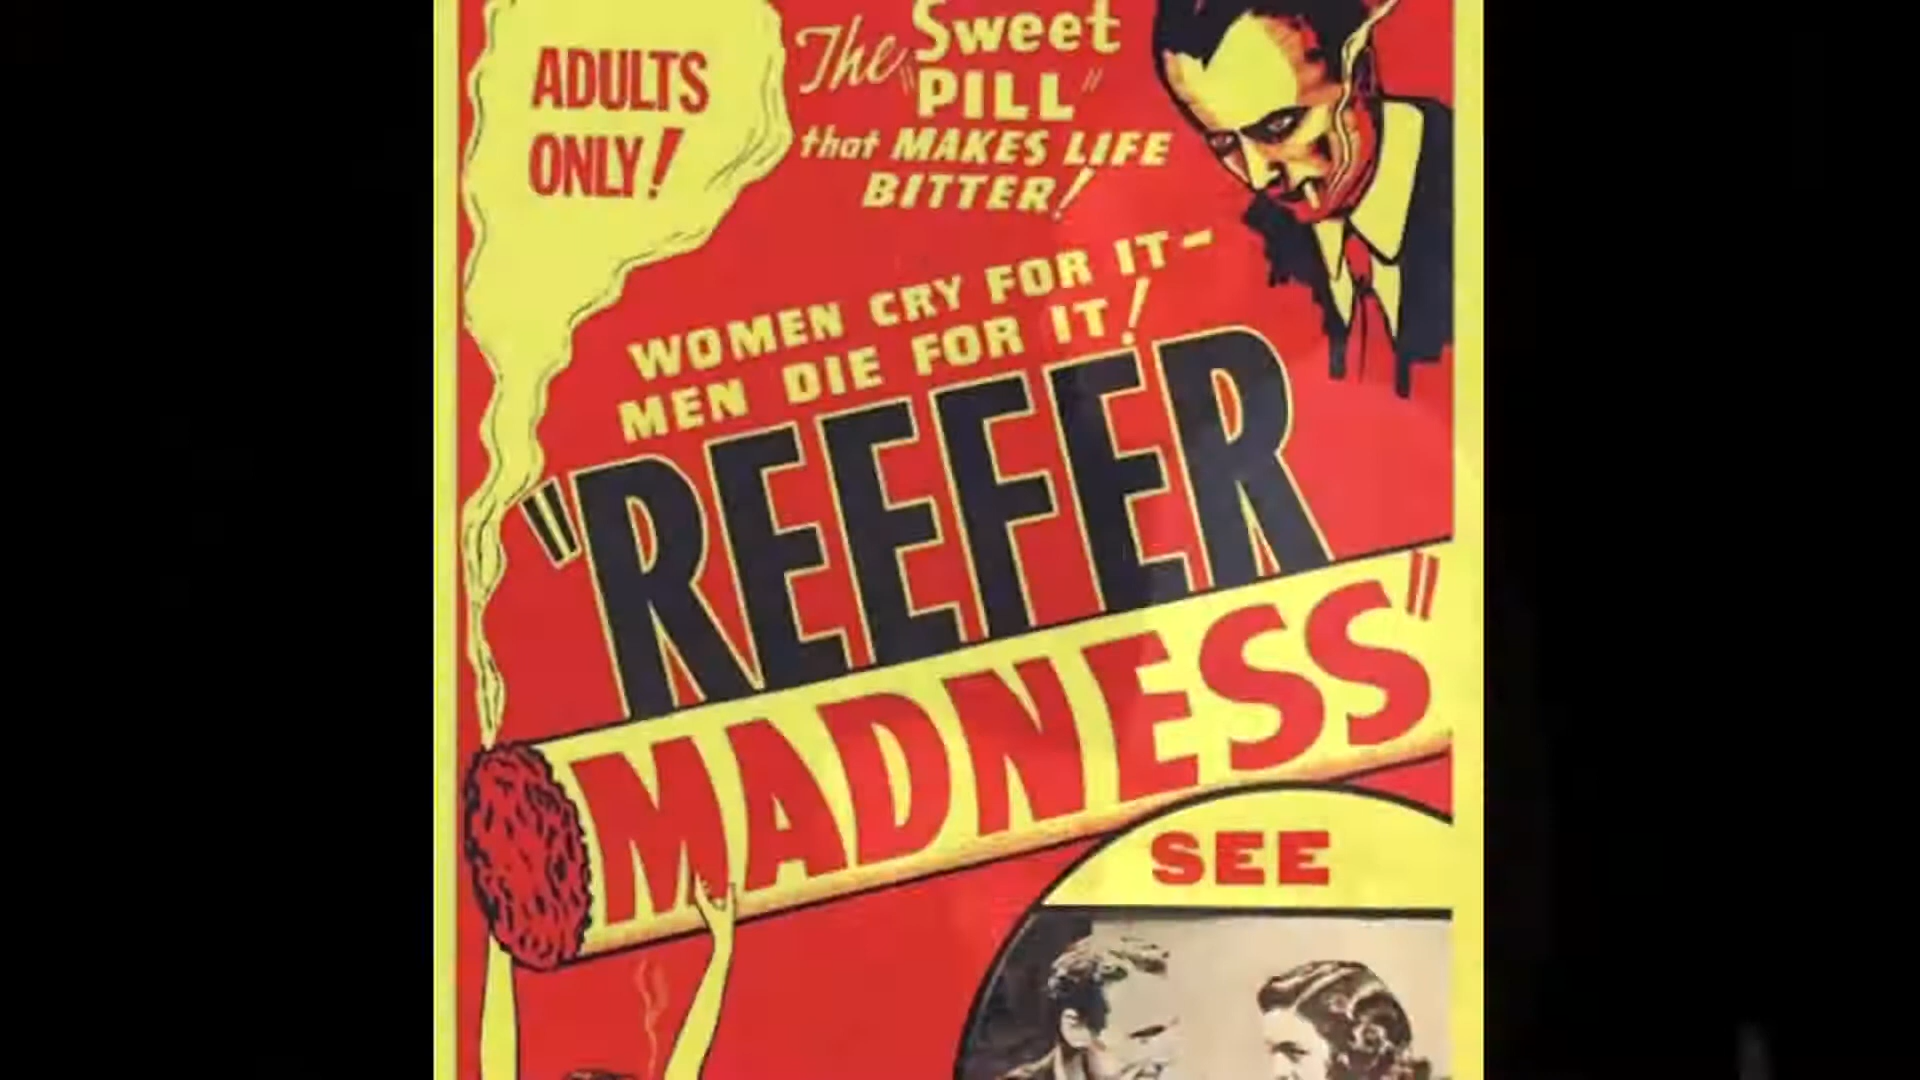 ADULTS
ONLY!
The Sweet
"PILL"
that MAKES LIFE
BITTER!
WOMEN CRY FOR IT-
MEN DIE FOR IT!
"REEFER
MADNESS"
SEE